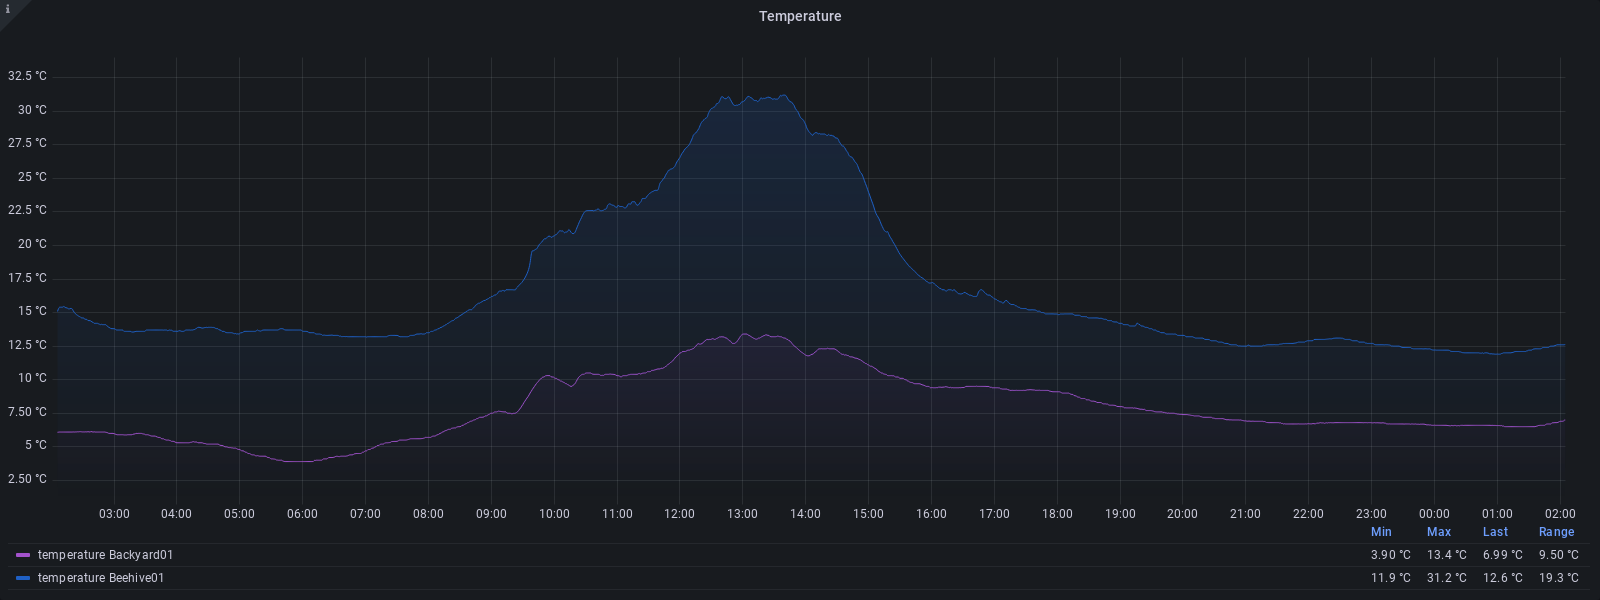 i
Temperature
32.5 °C
30 °C
27.5 °C
25 °C
22.5 °C
20 °C
17.5 °C
15 °C
12.5 °C
10 °C
7.50 °C
5 °C
2.50 °C
03:00 04:00 05:00 06:00 07:00 08:00 09:00 10:00 11:00 12:00 13:00 14:00 15:00 16:00 17:00 18:00 19:00 20:00 21:00 22:00 23:00 00:00 01:00 02:00
Min Max Last Range
temperature Backyard01 3.90 °C 13.4 °C 6.99 °C 9.50 °C
temperature Beehive01 11.9 °C 31.2 °C 12.6 °C 19.3 °C